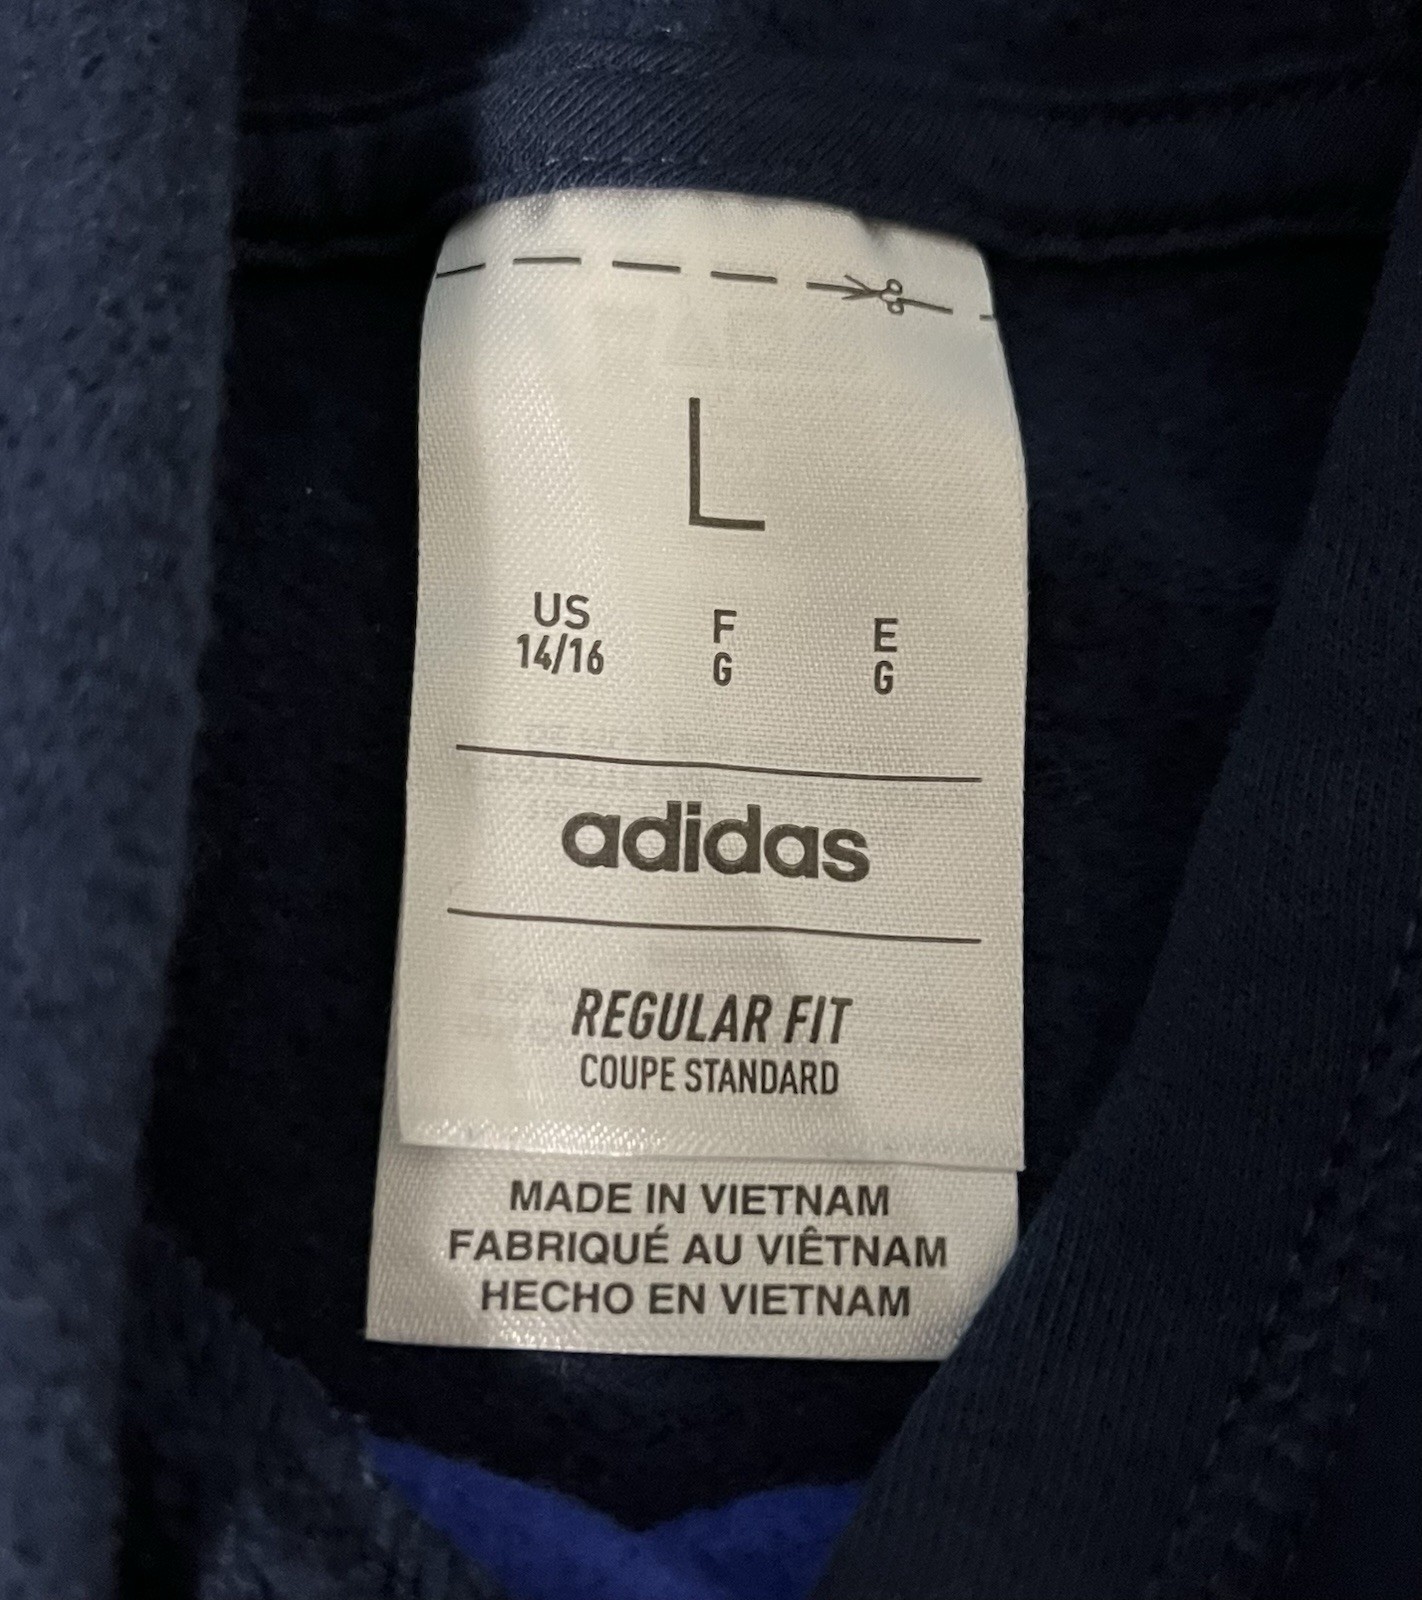 L
US F E
14/16 G G
adidas
REGULAR FIT
COUPE STANDARD
MADE IN VIETNAM
FABRIQUÉ AU VIÊTNAM
HECHO EN VIETNAM